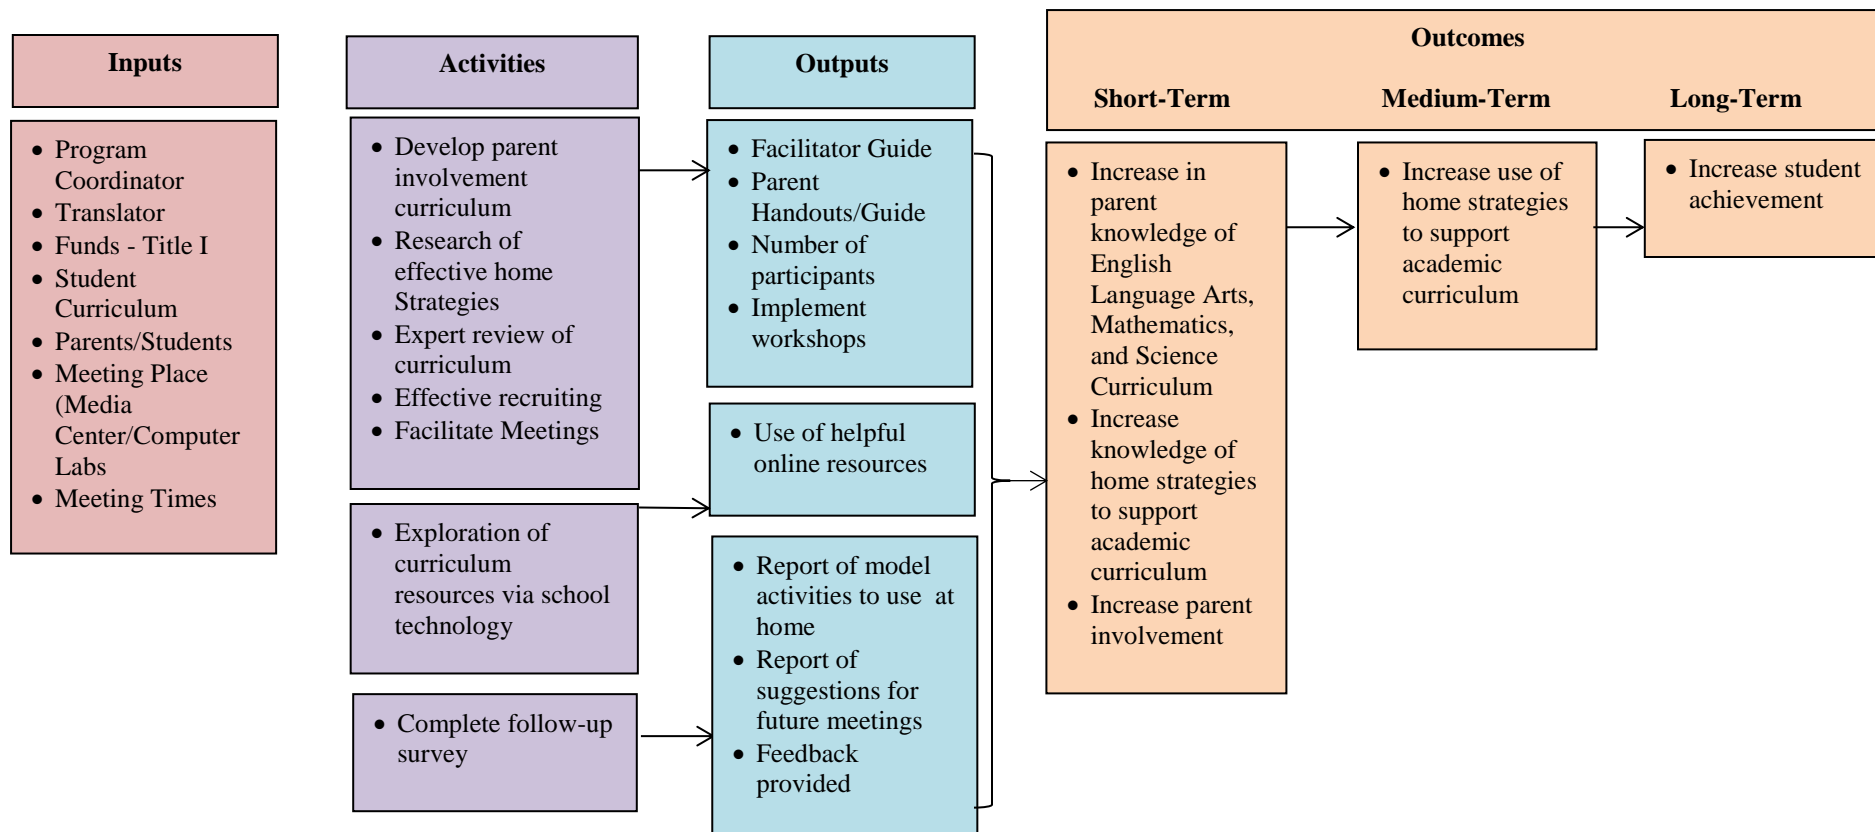 Inputs
Program
Coordinator
Translator
Funds - Title I
Student
Curriculum
Parents/Students
Meeting Place
(Media
Center/Computer
Labs
Meeting Times
Activities
Develop parent
involvement
curriculum
Research of
effective home
Strategies
Expert review of
curriculum
Effective recruiting
Facilitate Meetings
Exploration of
curriculum
resources via school
technology
Complete follow-up
survey
Outputs
Facilitator Guide
Parent
Handouts/Guide
Number of
participants
Implement
workshops
Use of helpful
online resources
Report of model
activities to use at
home
Report of
suggestions for
future meetings
Feedback
provided
Outcomes
Short-Term
Medium-Term
Long-Term
Increase in
parent
knowledge of
English
Language Arts,
Mathematics,
and Science
Curriculum
Increase
knowledge of
home strategies
to support
academic
curriculum
Increase parent
involvement
Increase use of
home strategies
to support
academic
curriculum
Increase student
achievement